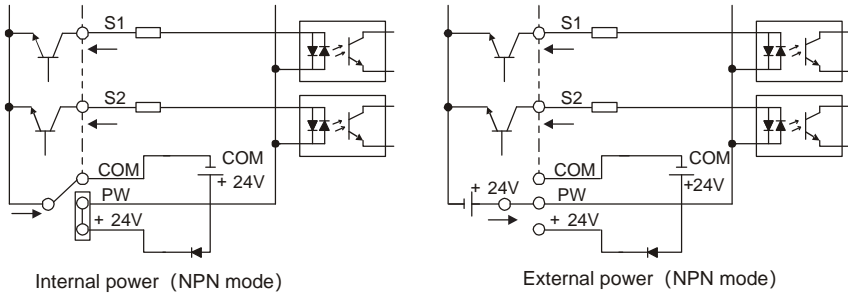 S1
S2
COM
COM
+ 24V
PW
+ 24V
Internal power（NPN mode）
S1
S2
COM
COM
+24V
+ 24V
PW
+ 24V
External power（NPN mode）